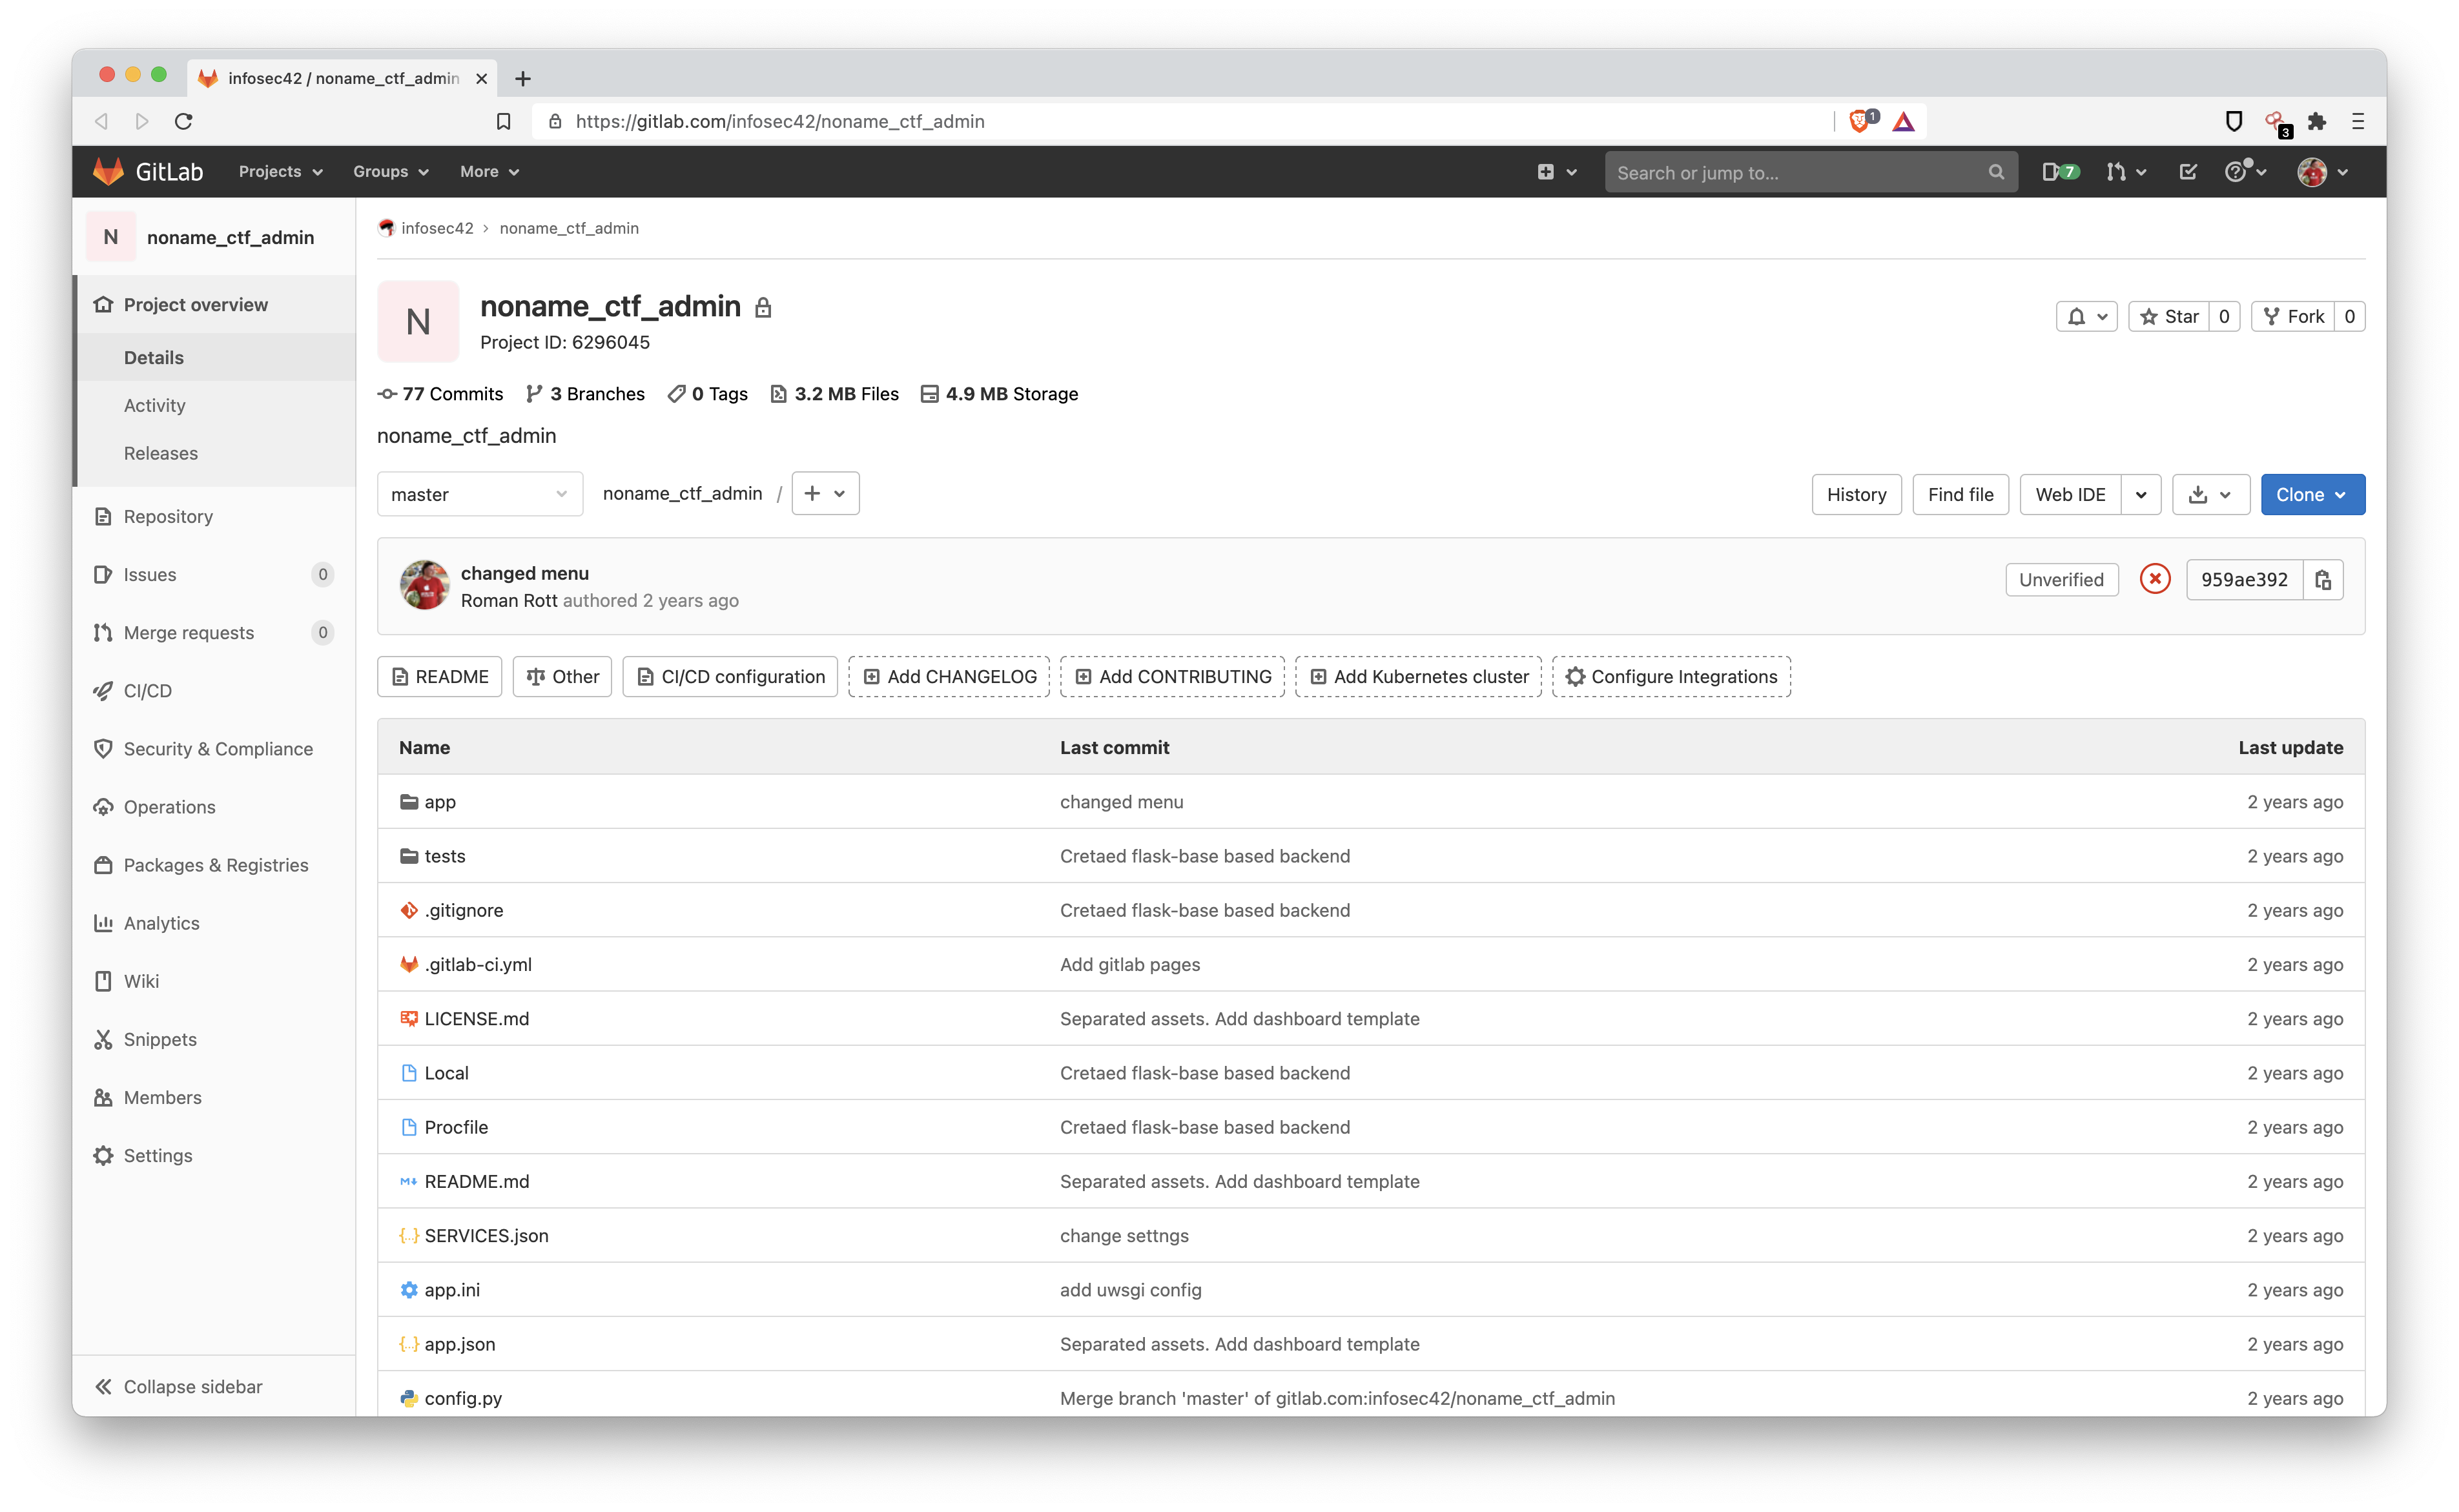 infosec42 / noname_ctf_admin
https://gitlab.com/infosec42/noname_ctf_admin
1
3
GitLab Projects Groups More Search or jump to... 7
N noname_ctf_admin
Project overview
Details
Activity
Releases
Repository
Issues 0
Merge requests 0
CI/CD
Security & Compliance
Operations
Packages & Registries
Analytics
Wiki
Snippets
Members
Settings
Collapse sidebar
infosec42 › noname_ctf_admin
N
noname_ctf_admin
Project ID: 6296045
Star 0 Fork 0
77 Commits 3 Branches 0 Tags 3.2 MB Files 4.9 MB Storage
noname_ctf_admin
master noname_ctf_admin / + History Find file Web IDE Clone
changed menu
Roman Rott authored 2 years ago
Unverified 959ae392
README Other CI/CD configuration Add CHANGELOG Add CONTRIBUTING Add Kubernetes cluster Configure Integrations
Name Last commit Last update
app changed menu 2 years ago
tests Cretaed flask-base based backend 2 years ago
.gitignore Cretaed flask-base based backend 2 years ago
.gitlab-ci.yml Add gitlab pages 2 years ago
LICENSE.md Separated assets. Add dashboard template 2 years ago
Local Cretaed flask-base based backend 2 years ago
Procfile Cretaed flask-base based backend 2 years ago
README.md Separated assets. Add dashboard template 2 years ago
SERVICES.json change settngs 2 years ago
app.ini add uwsgi config 2 years ago
app.json Separated assets. Add dashboard template 2 years ago
config.py Merge branch 'master' of gitlab.com:infosec42/noname_ctf_admin 2 years ago